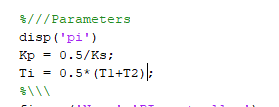 %///Parameters
disp('pi')
Kp = 0.5/Ks;
Ti = 0.5*(T1+T2);
%\\\